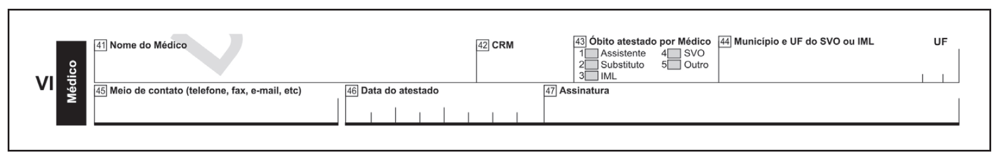 VI
Médico
41 Nome do Médico
42 CRM
43 Óbito atestado por Médico
1 Assistente 4 SVO
2 Substituto 5 Outro
3 IML
44 Município e UF do SVO ou IML UF
45 Meio de contato (telefone, fax, e-mail, etc)
46 Data do atestado
47 Assinatura